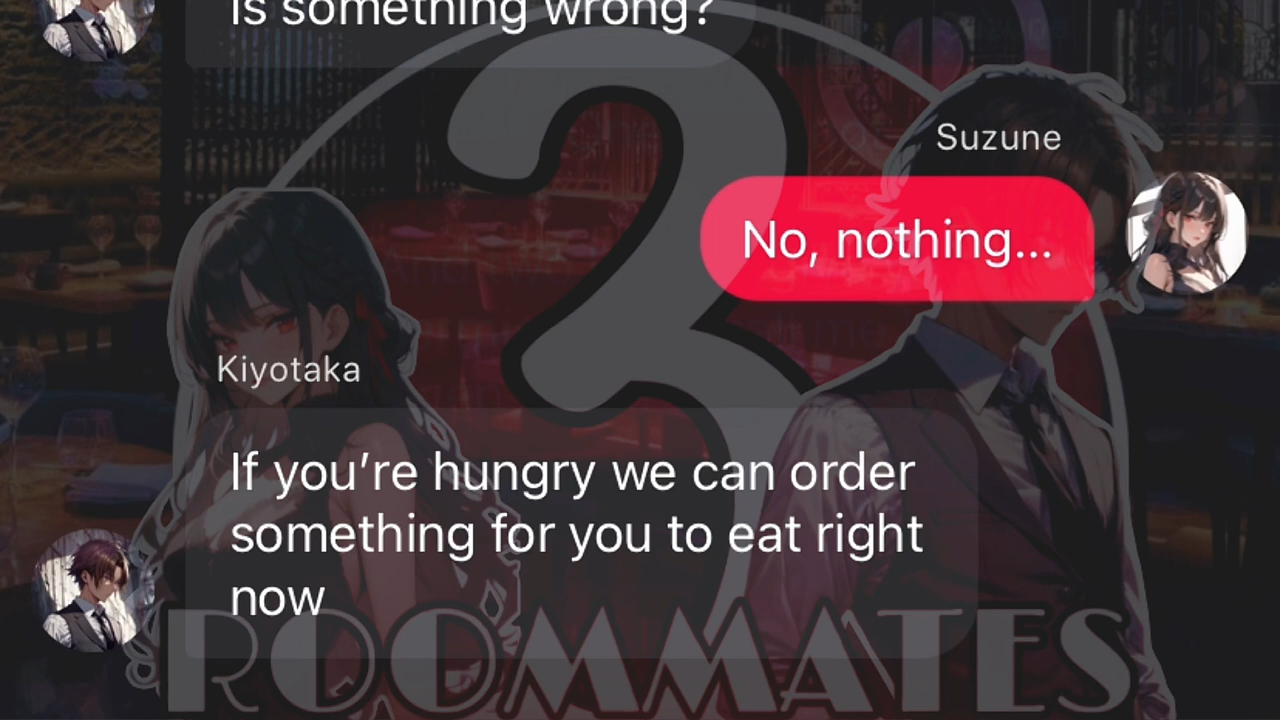 Is something wrong?
Suzune
No, nothing...
Kiyotaka
If you’re hungry we can order
something for you to eat right
now
3
ROOMMATES